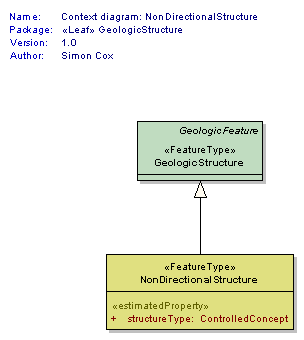 Name: Context diagram: NonDirectionalStructure
Package: «Leaf» GeologicStructure
Version: 1.0
Author: Simon Cox
GeologicFeature
«FeatureType»
GeologicStructure
«FeatureType»
NonDirectionalStructure
«estimatedProperty»
+ structureType: ControlledConcept